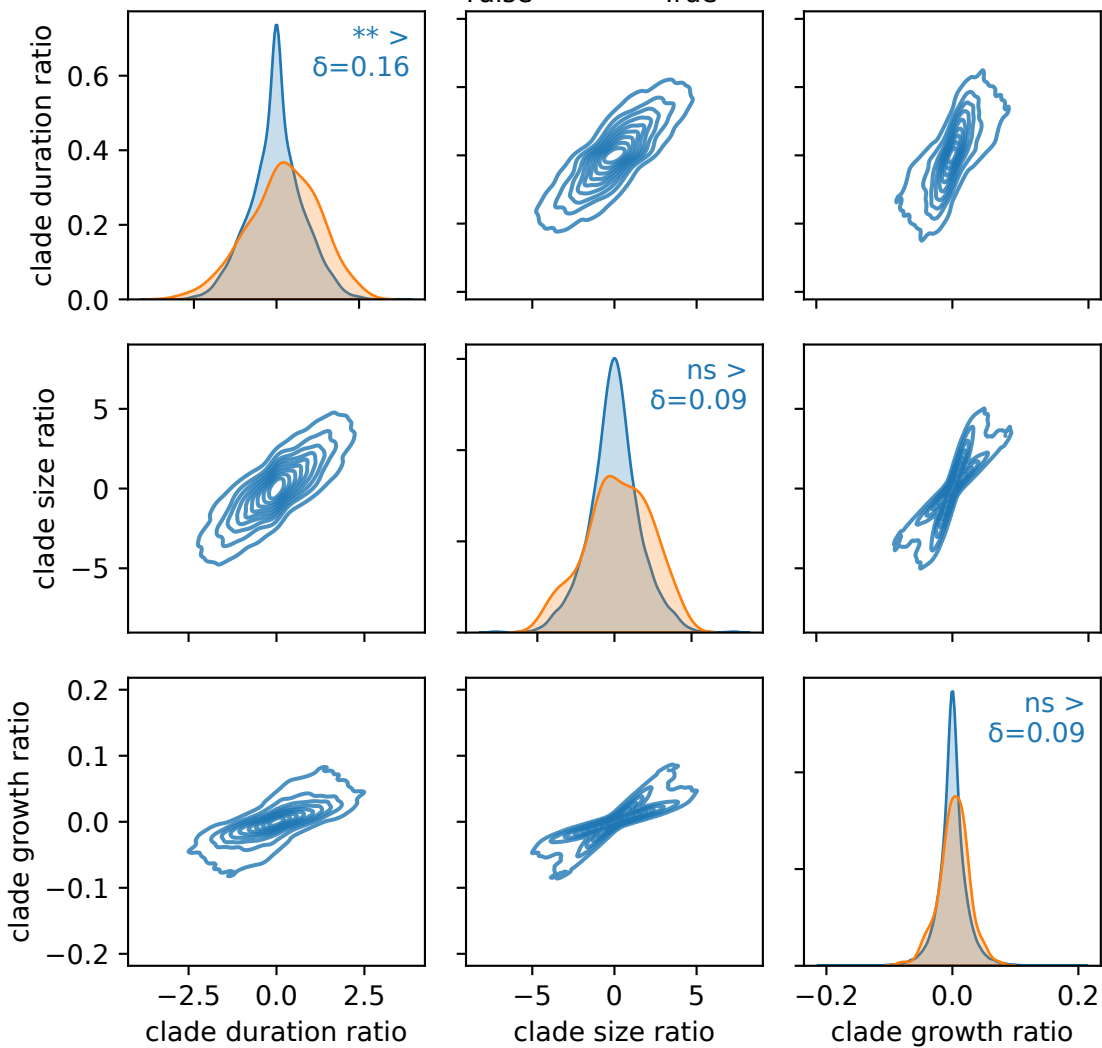 clade duration ratio
0.6
0.4
0.2
0.0
** >
δ=0.16
clade size ratio
5
0
−5
ns >
δ=0.09
clade growth ratio
0.2
0.1
0.0
−0.1
−0.2
ns >
δ=0.09
−2.5 0.0 2.5
clade duration ratio
−5 0 5
clade size ratio
−0.2 0.0 0.2
clade growth ratio